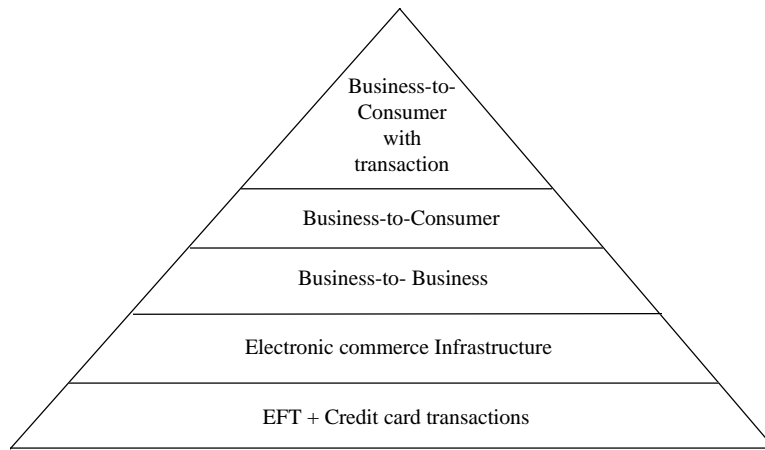 Business-to-
Consumer
with
transaction
Business-to-Consumer
Business-to- Business
Electronic commerce Infrastructure
EFT + Credit card transactions